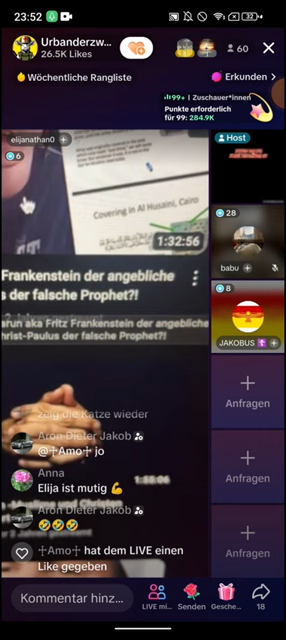 23:52
32
Urbanderzw...
26.5K Likes
60
Wöchentliche Rangliste
Erkunden >
99+ | Zuschauer*innen
Punkte erforderlich
für 99: 284.9K
elijanathan0 +
6
Host
Covering in Al Husaini, Cairo
1:32:56
28
babu +
Frankenstein der angebliche
s der falsche Prophet?!
8
arun aka Fritz Frankenstein der angebliche
hrist-Paulus der falsche Prophet?!
JAKOBUS +
Anfragen
zeig die Katze wieder
Aron Dieter Jakob
@☩Amo☩ jo
Anna
Elija ist mutig 💪
1:55:06
Anfragen
Aron Dieter Jakob
🤣🤣🤣
☩Amo☩ hat dem LIVE einen
Like gegeben
Anfragen
Kommentar hinz...
LIVE mi...
Senden
Gesche...
18